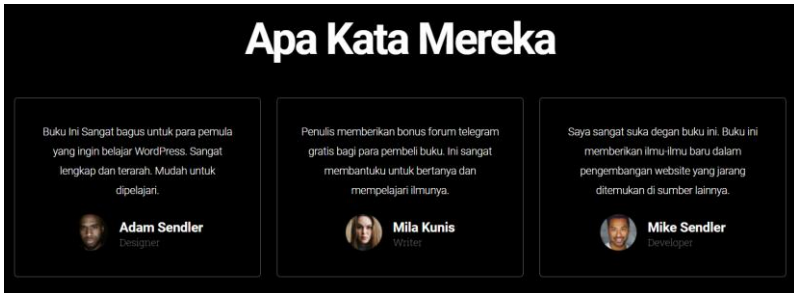 Apa Kata Mereka
Buku Ini Sangat bagus untuk para pemula
yang ingin belajar WordPress. Sangat
lengkap dan terarah. Mudah untuk
dipelajari.
Adam Sendler
Designer
Penulis memberikan bonus forum telegram
gratis bagi para pembeli buku. Ini sangat
membantuku untuk bertanya dan
mempelajari ilmunya.
Mila Kunis
Writer
Saya sangat suka degan buku ini. Buku ini
memberikan ilmu-ilmu baru dalam
pengembangan website yang jarang
ditemukan di sumber lainnya.
Mike Sendler
Developer